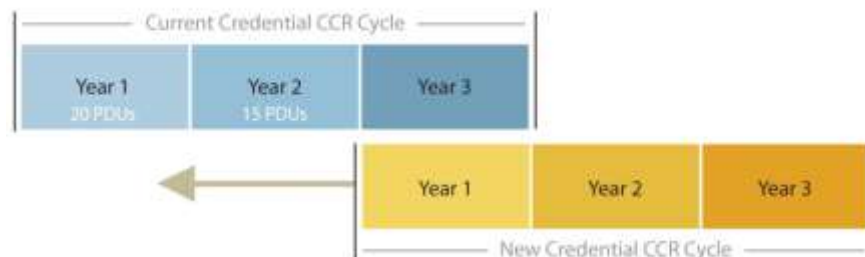 Current Credential CCR Cycle
Year 1
20 PDUs
Year 2
15 PDUs
Year 3
Year 1
Year 2
Year 3
New Credential CCR Cycle